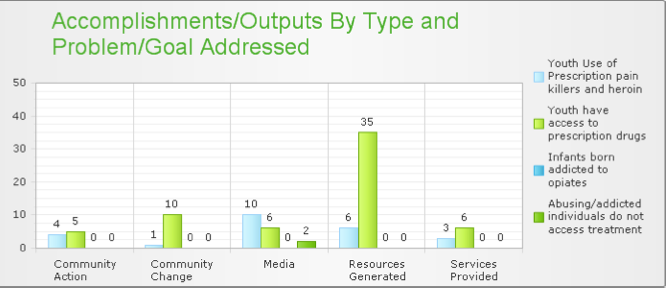 Accomplishments/Outputs By Type and
Problem/Goal Addressed
Youth Use of
Prescription pain
killers and heroin
Youth have
access to
prescription drugs
Infants born
addicted to
opiates
Abusing/addicted
individuals do not
access treatment
50
40
30
20
10
0
4 5 0 0
1 10 0 0
10 6 0 2
6 35 0 0
3 6 0 0
Community
Action
Community
Change
Media
Resources
Generated
Services
Provided